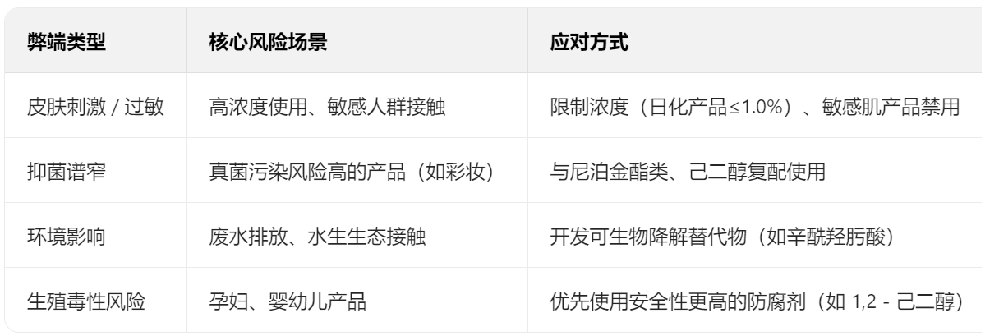 弊端类型 核心风险场景 应对方式
皮肤刺激 / 过敏 高浓度使用、敏感人群接触 限制浓度（日化产品≤1.0%）、敏感肌产品禁用
抑菌谱窄 真菌污染风险高的产品（如彩妆） 与尼泊金酯类、己二醇复配使用
环境影响 废水排放、水生生态接触 开发可生物降解替代物（如辛酰羟肟酸）
生殖毒性风险 孕妇、婴幼儿产品 优先使用安全性更高的防腐剂（如 1,2 - 己二醇）